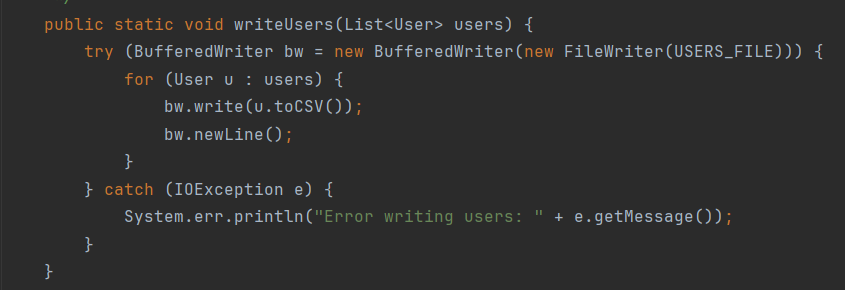 public static void writeUsers(List<User> users) {
try (BufferedWriter bw = new BufferedWriter(new FileWriter(USERS_FILE))) {
for (User u : users) {
bw.write(u.toCSV());
bw.newLine();
}
} catch (IOException e) {
System.err.println("Error writing users: " + e.getMessage());
}
}